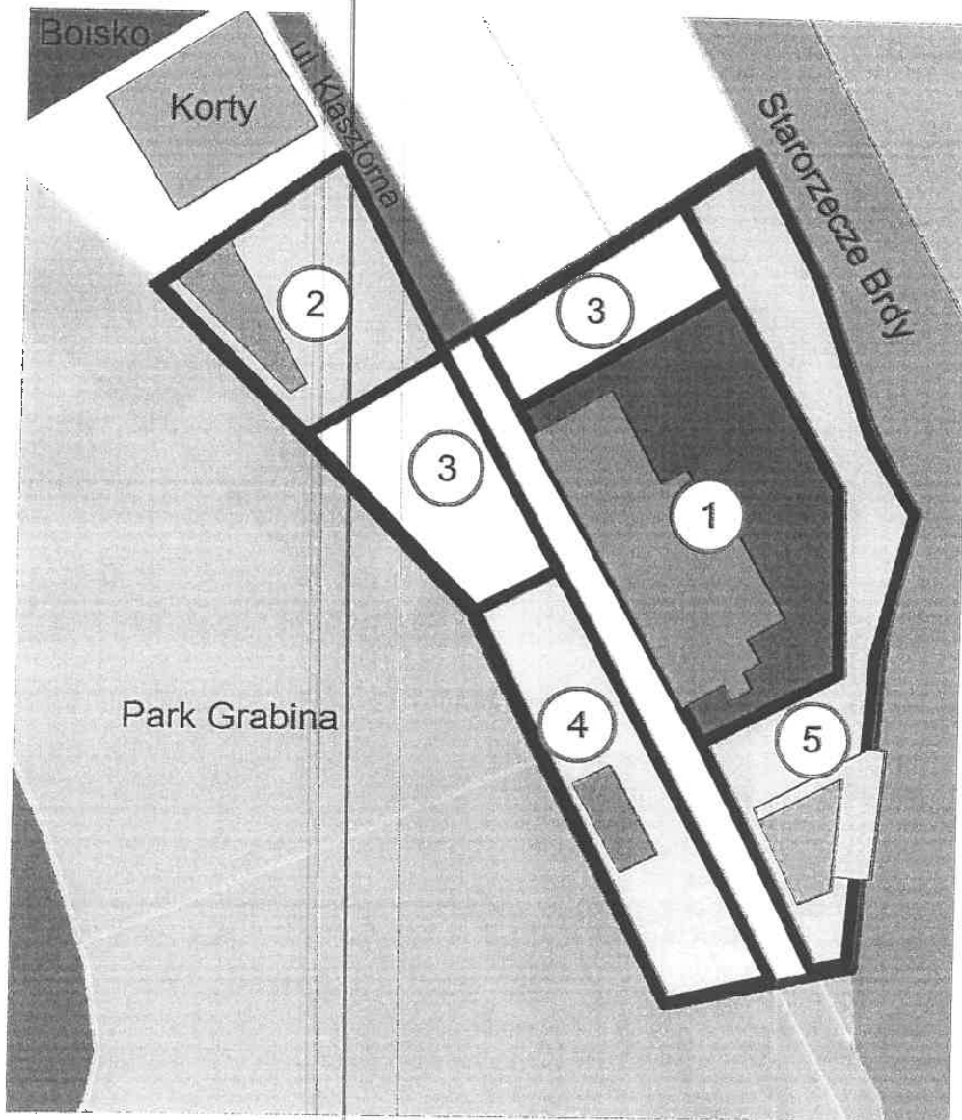 Boisko
Korty
ul. Klasztorna
Starorzecze Brdy
2
3
3
1
Park Grabina
4
5